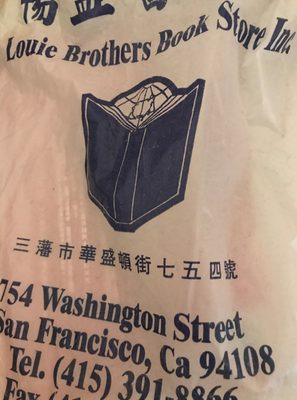 Louie Brothers Book Store Inc.
三藩市華盛頓街七五四號
754 Washington Street
San Francisco, Ca 94108
Tel. (415) 391-8866
Fax